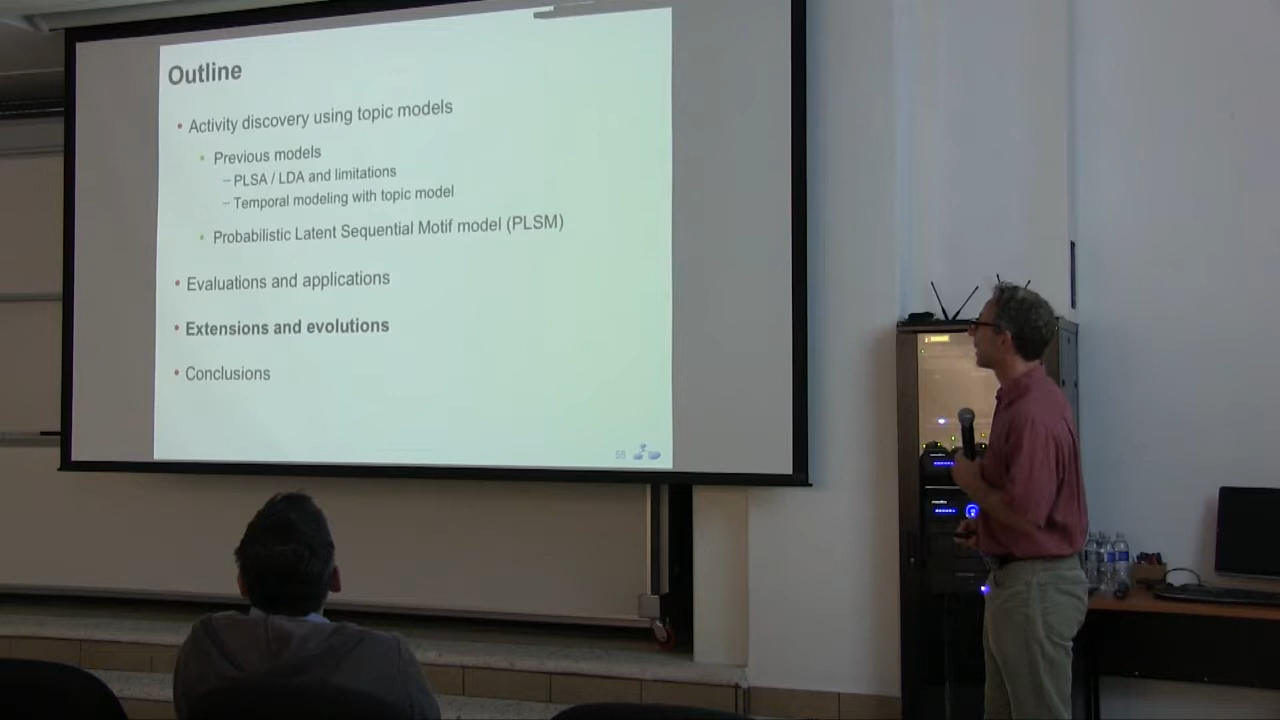 Outline
• Activity discovery using topic models
• Previous models
– PLSA / LDA and limitations
– Temporal modeling with topic model
• Probabilistic Latent Sequential Motif model (PLSM)
• Evaluations and applications
• Extensions and evolutions
• Conclusions